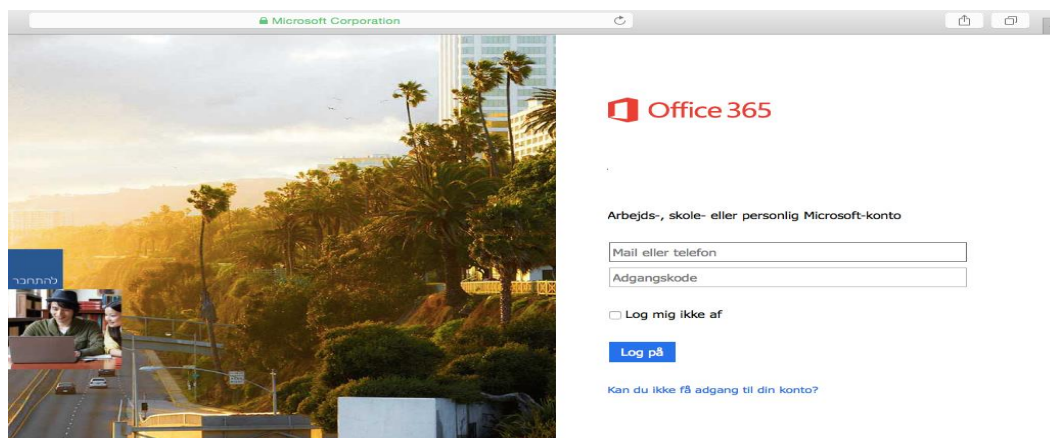 Microsoft Corporation
Office 365
Arbejds-, skole- eller personlig Microsoft-konto
Mail eller telefon
Adgangskode
Log mig ikke af
Log på
Kan du ikke få adgang til din konto?
להתחבר